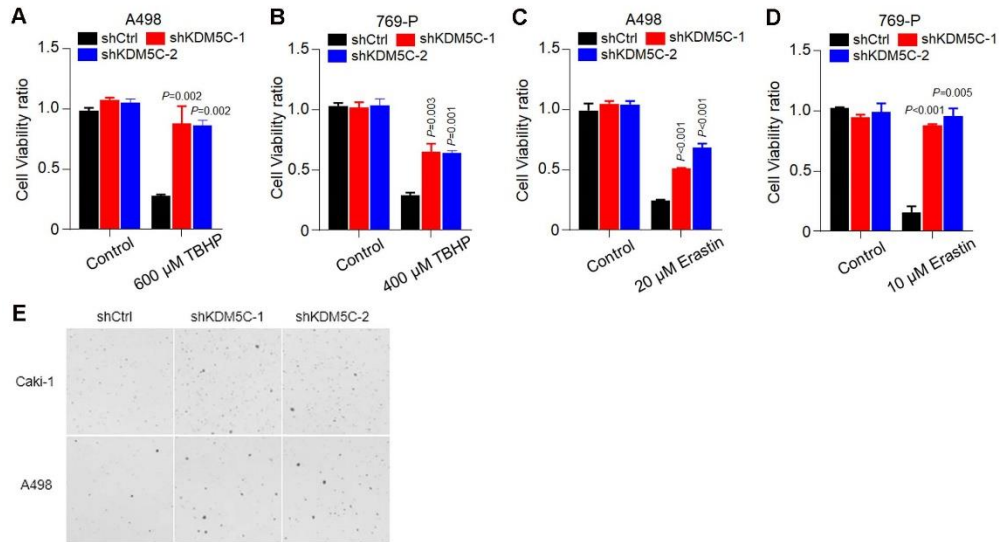 A
A498
shCtrl shKDM5C-1
shKDM5C-2
Cell Viability ratio
1.5
1.0
0.5
0
P=0.002
P=0.002
Control
600 µM TBHP
B
769-P
shCtrl shKDM5C-1
shKDM5C-2
Cell Viability ratio
1.5
1.0
0.5
0
P=0.003
P=0.001
Control
400 µM TBHP
C
A498
shCtrl shKDM5C-1
shKDM5C-2
Cell Viability ratio
1.5
1.0
0.5
0
P<0.001
P<0.001
Control
20 µM Erastin
D
769-P
shCtrl shKDM5C-1
shKDM5C-2
Cell Viability ratio
1.5
1.0
0.5
0
P=0.005
P<0.001
Control
10 µM Erastin
E
shCtrl shKDM5C-1 shKDM5C-2
Caki-1
A498